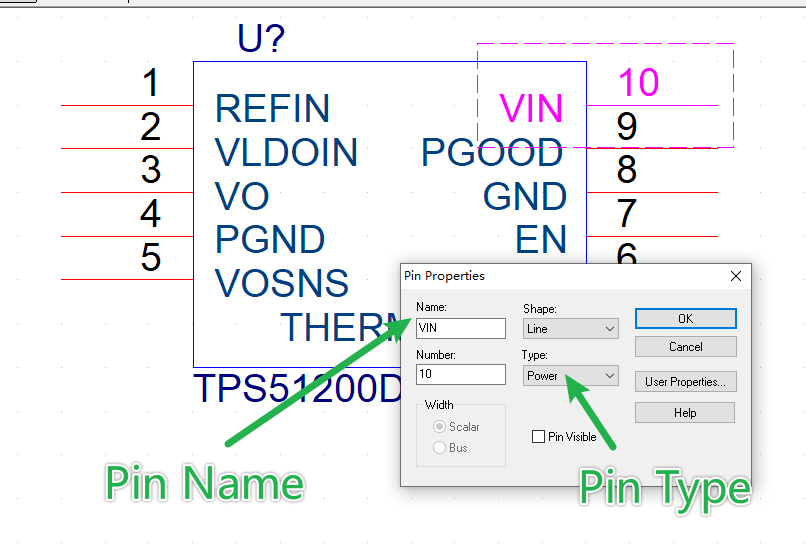 U?
1 10
REFIN VIN
2 9
VLDOIN PGOOD
3 8
VO GND
4 7
PGND EN
5 6
VOSNS
THERM
TPS51200D
Pin Properties
Name:
VIN
Number:
10
Width
Scalar
Bus
Shape:
Line
Type:
Power
Pin Visible
OK
Cancel
User Properties...
Help
Pin Name
Pin Type